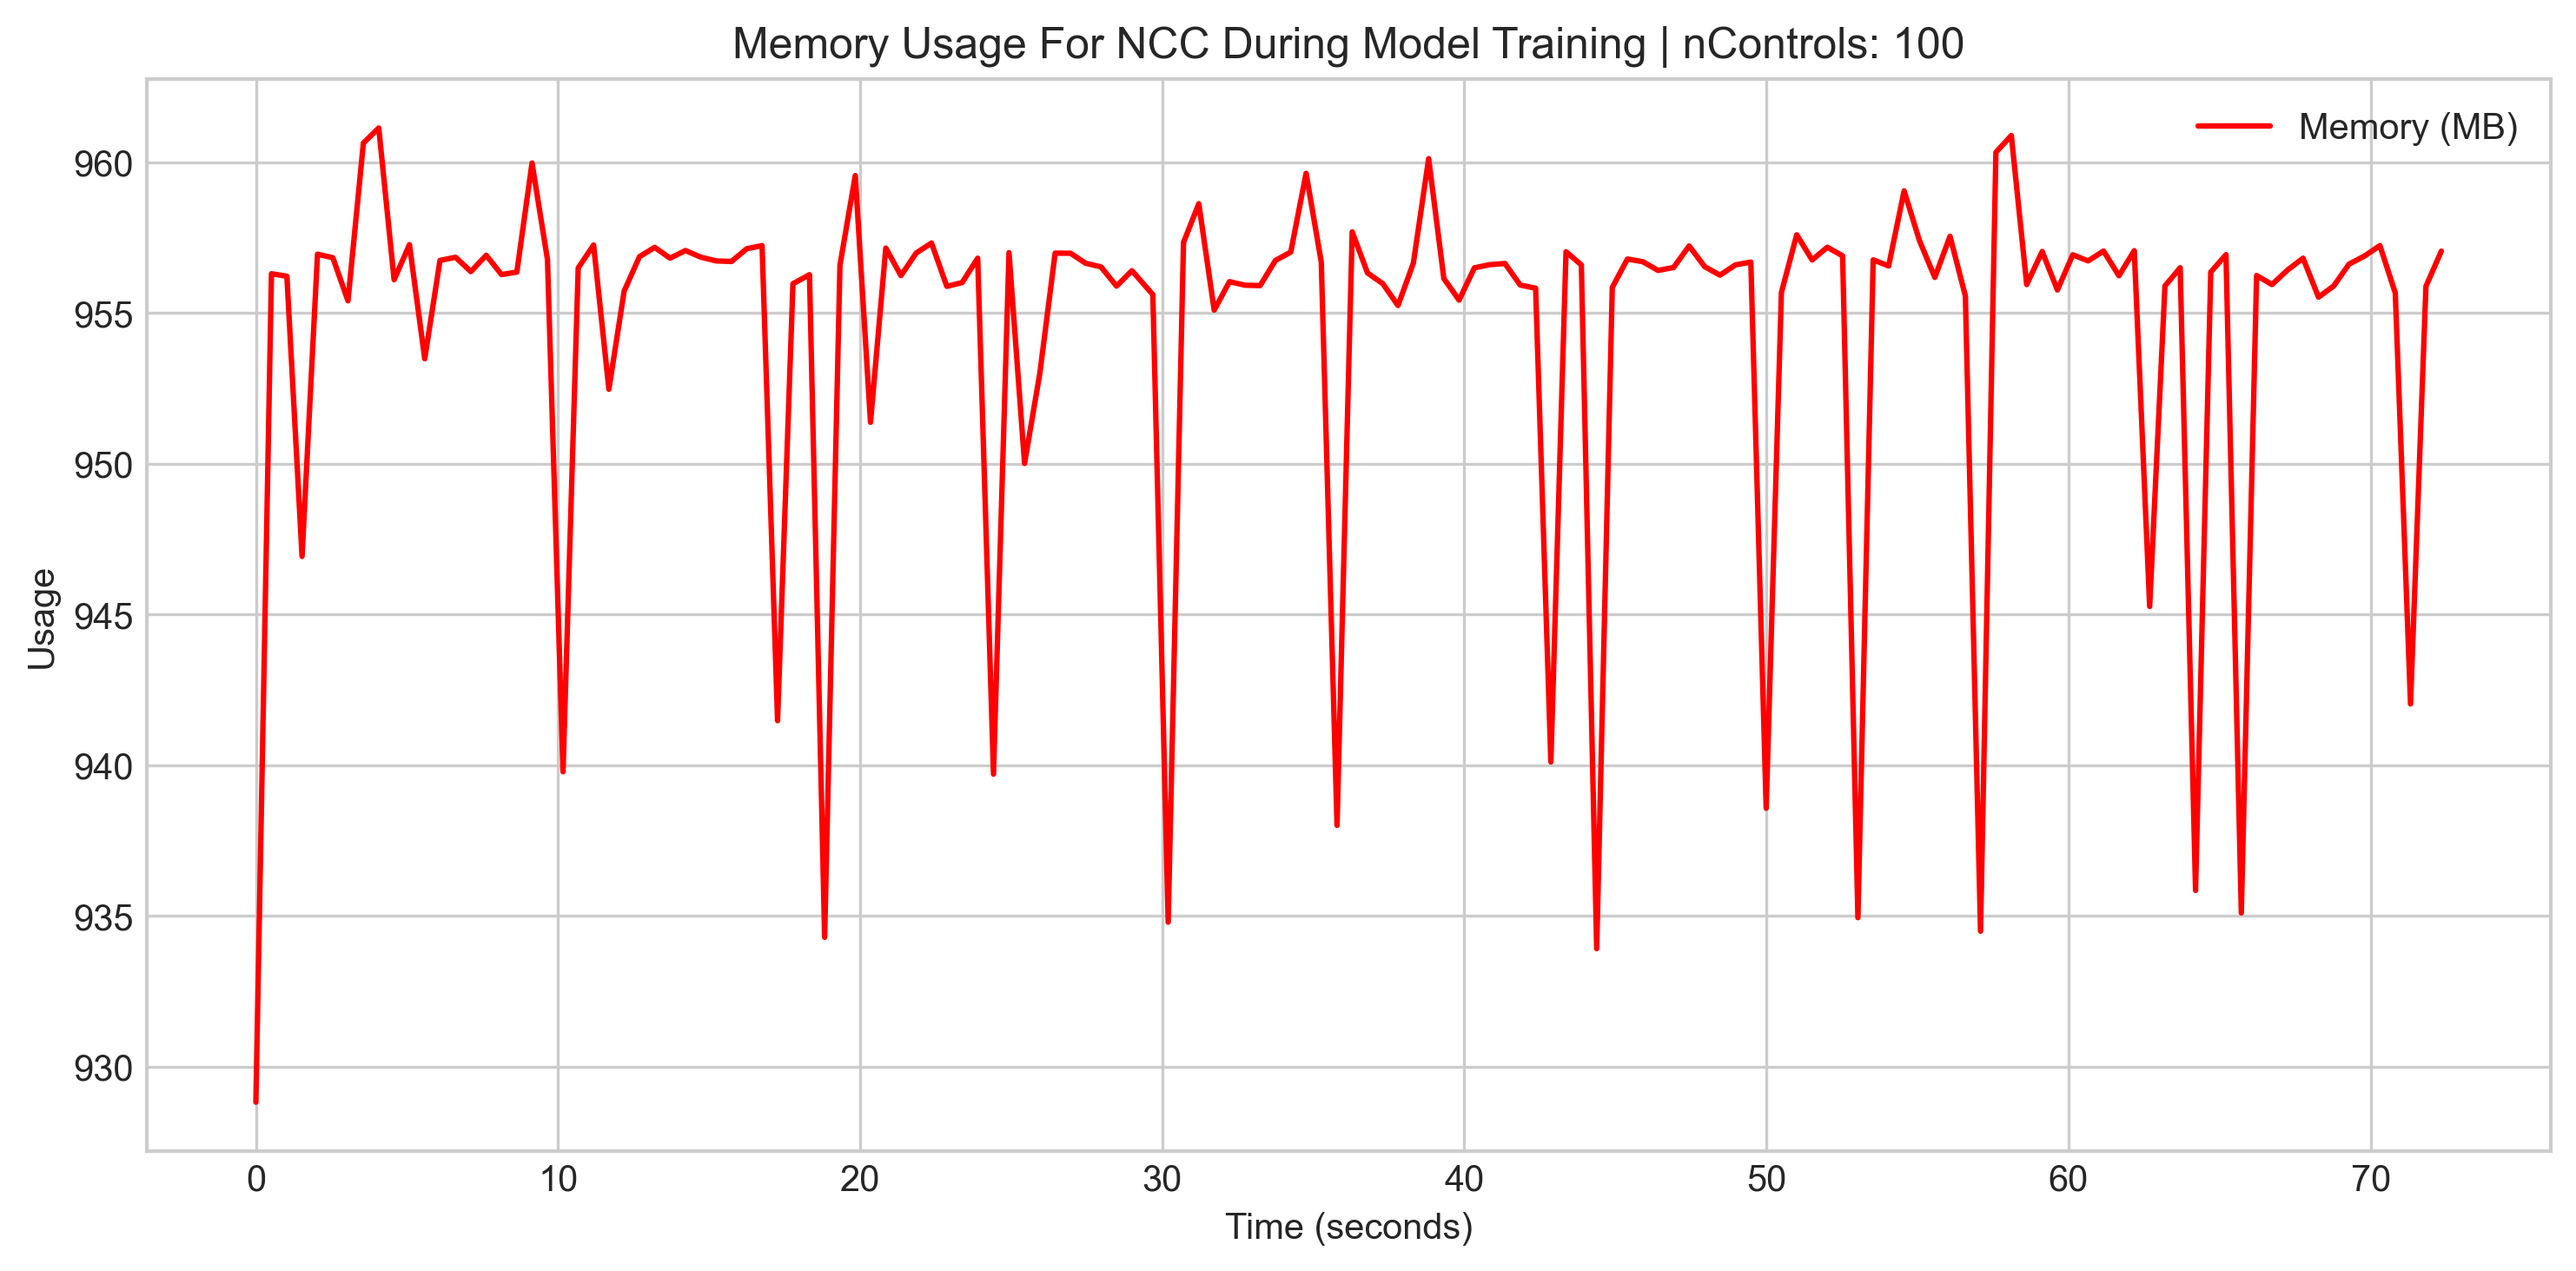 Memory Usage For NCC During Model Training | nControls: 100
Memory (MB)
960
955
950
945
940
935
930
Usage
0 10 20 30 40 50 60 70
Time (seconds)